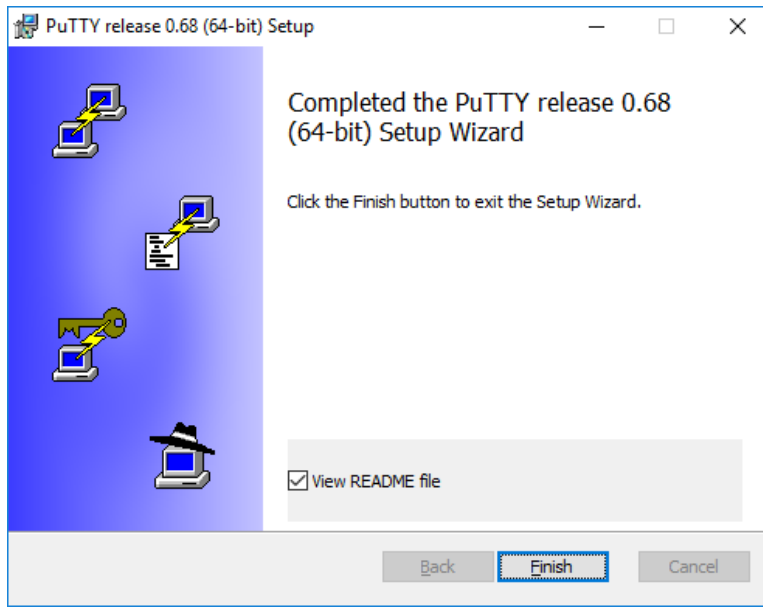 PuTTY release 0.68 (64-bit) Setup
Completed the PuTTY release 0.68
(64-bit) Setup Wizard
Click the Finish button to exit the Setup Wizard.
View README file
Back
Finish
Cancel